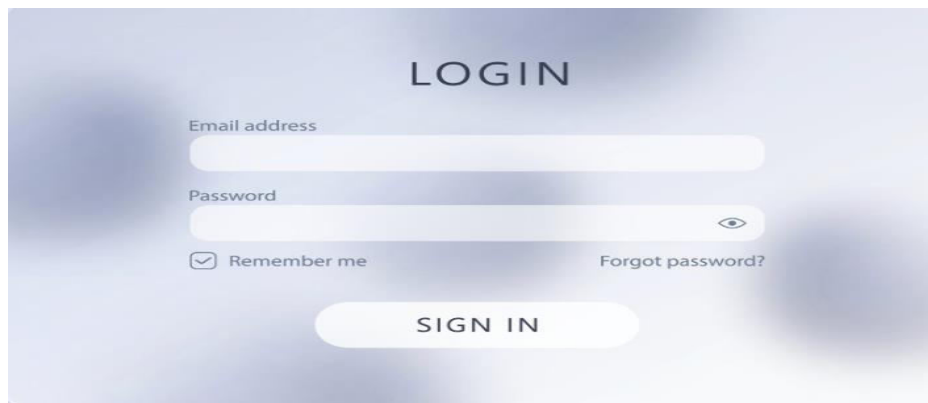 LOGIN
Email address
Password
Remember me
Forgot password?
SIGN IN